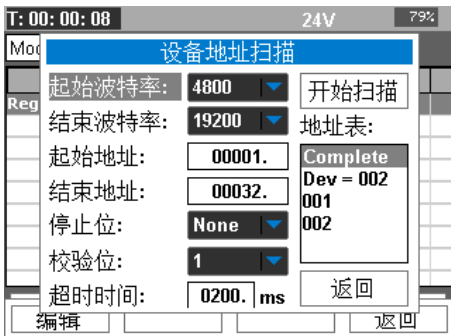 T: 00: 00: 08 24V 79%
Mod
设备地址扫描
Reg
起始波特率: 4800 开始扫描
结束波特率: 19200 地址表:
起始地址: 00001. Complete
结束地址: 00032. Dev = 002
001
停止位: None 002
校验位: 1
超时时间: 0200. ms 返回
编辑 返回